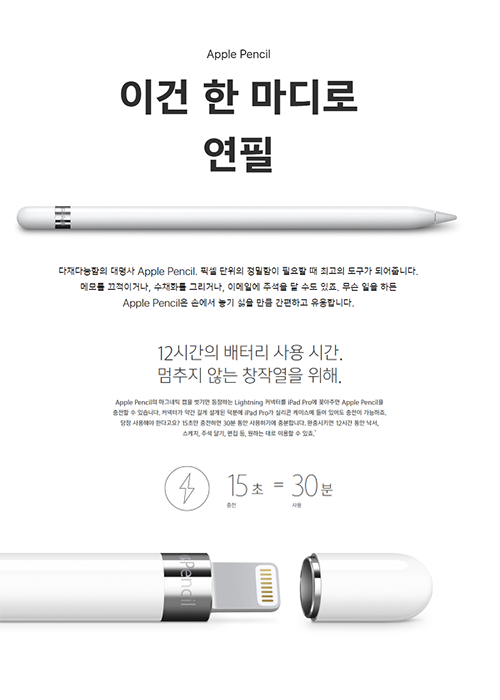 Apple Pencil
이건 한 마디로
연필
다재다능함의 대명사 Apple Pencil. 픽셀 단위의 정밀함이 필요할 때 최고의 도구가 되어줍니다.
메모를 끄적이거나, 수채화를 그리거나, 이메일에 주석을 달 수도 있죠. 무슨 일을 하든
Apple Pencil은 손에서 놓기 싫을 만큼 간편하고 유용합니다.
12시간의 배터리 사용 시간.
멈추지 않는 창작열을 위해.
Apple Pencil의 마그네틱 캡을 벗기면 등장하는 Lightning 커넥터를 iPad Pro에 꽂아주면 Apple Pencil을
충전할 수 있습니다. 커넥터가 약간 길게 설계된 덕분에 iPad Pro가 실리콘 케이스에 들어 있어도 충전이 가능하죠.
당장 사용해야 한다고요? 15초만 충전하면 30분 동안 사용하기에 충분합니다. 완충시키면 12시간 동안 낙서,
스케치, 주석 달기, 편집 등, 원하는 대로 이용할 수 있죠.*
15초 = 30분
충전 사용
Pencil